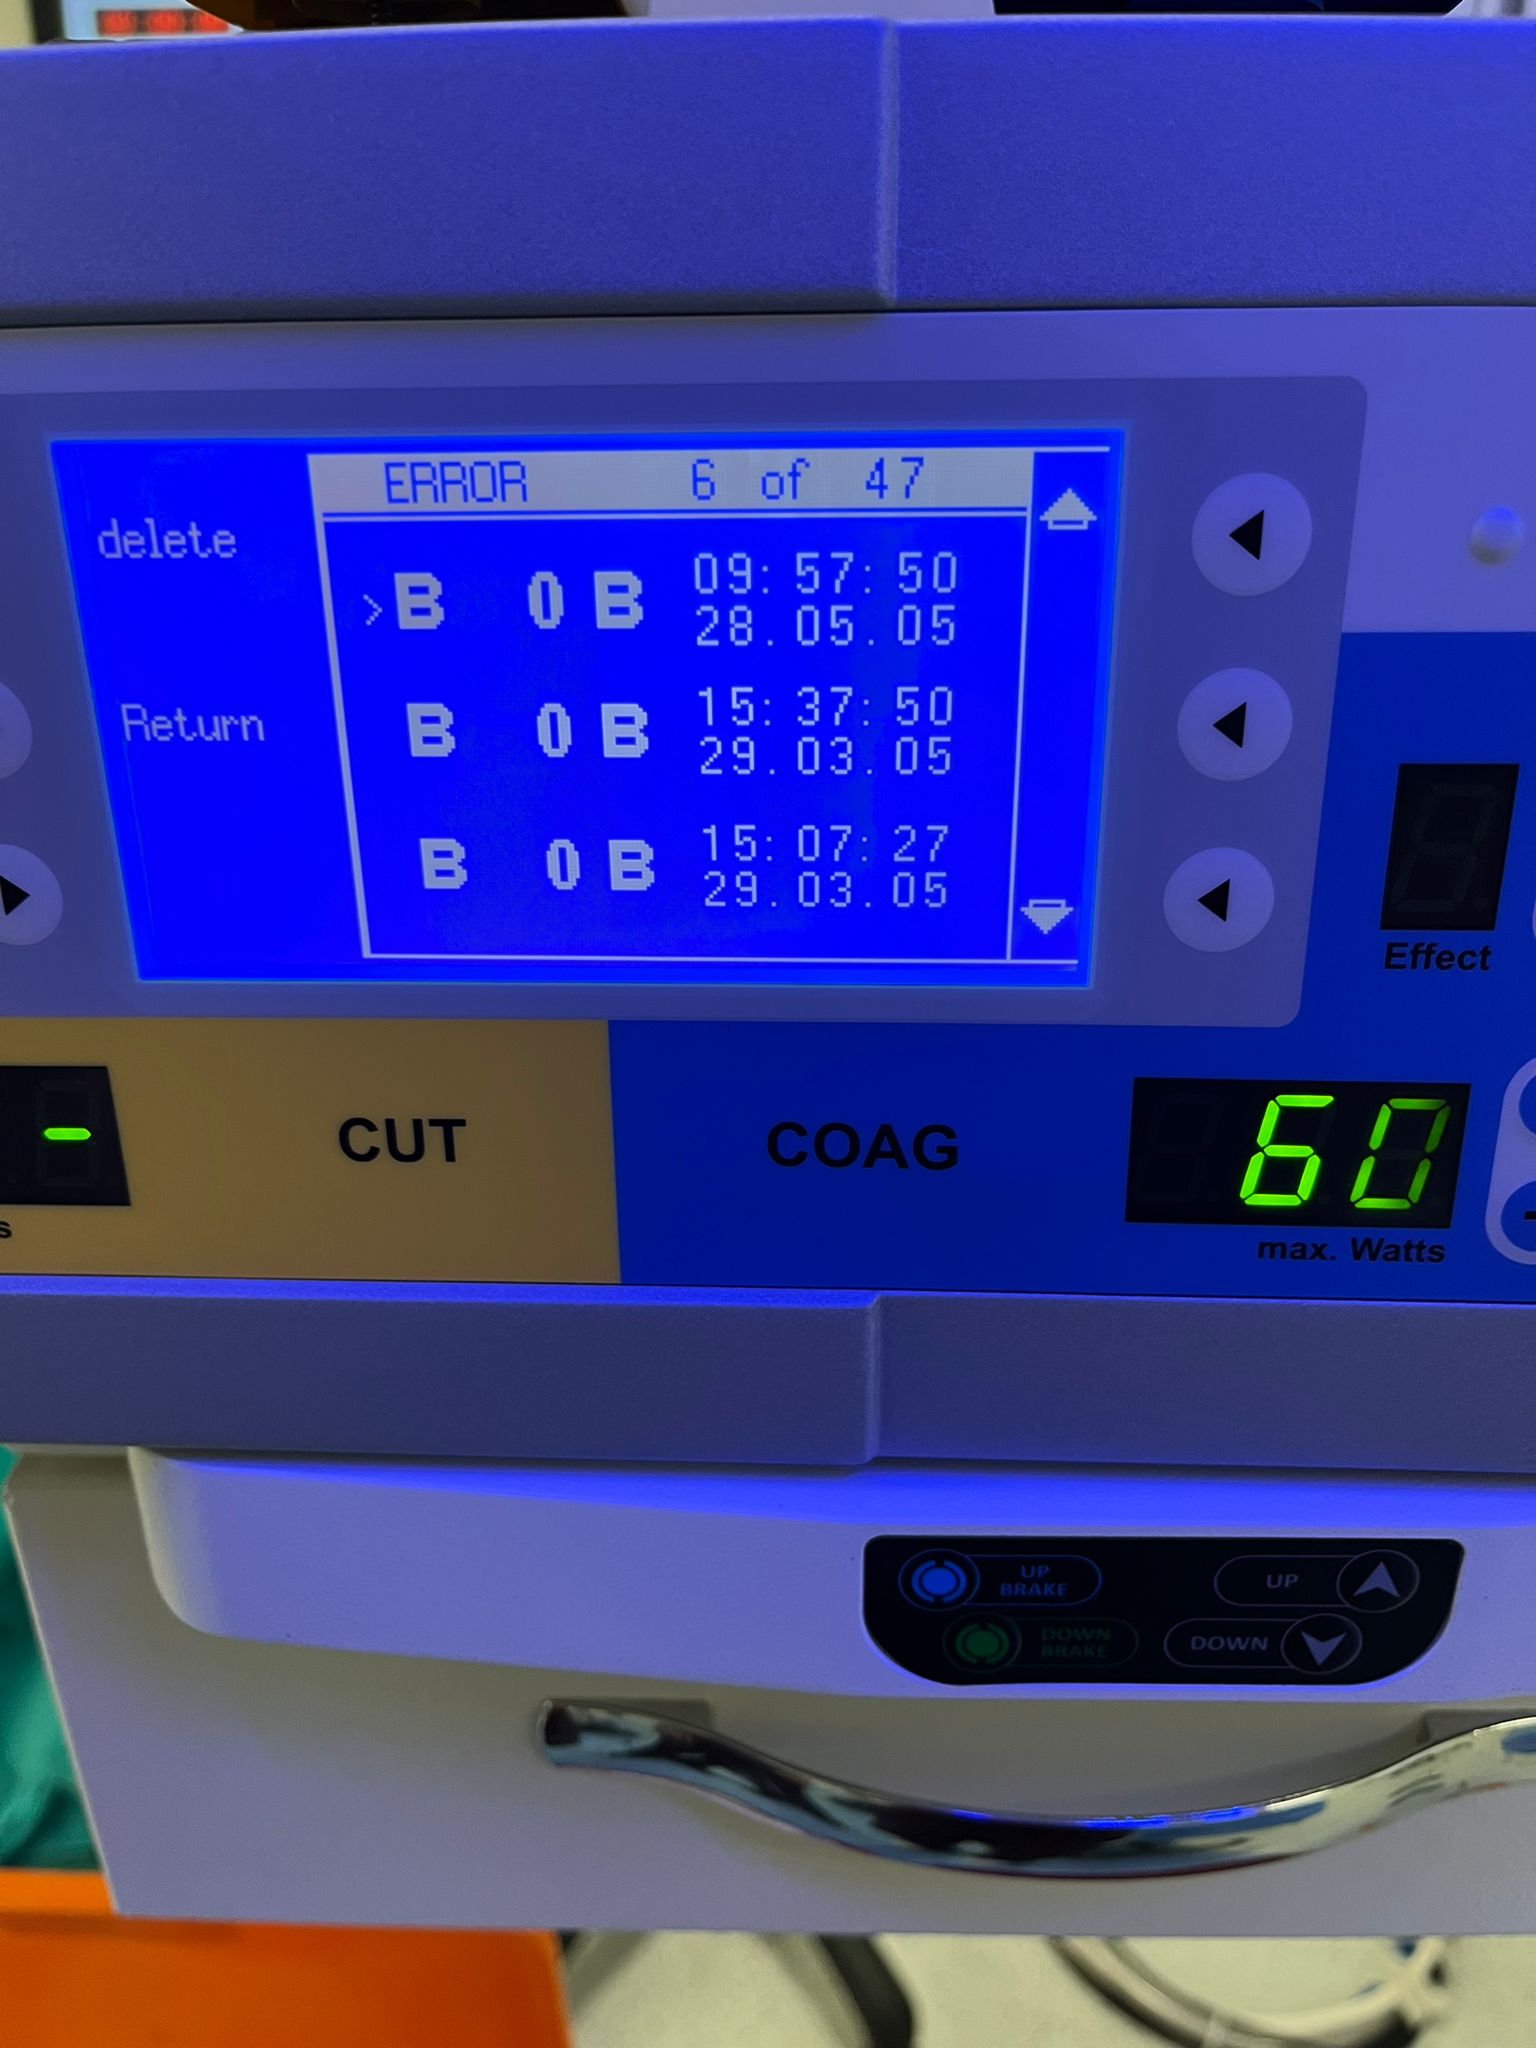 ERROR 6 of 47
delete
>B 0B 09:57:50
28.05.05
Return
B 0B 15:37:50
29.03.05
B 0B 15:07:27
29.03.05
Effect
CUT
COAG
60
-
s
max. Watts
UP BRAKE
UP
DOWN BRAKE
DOWN